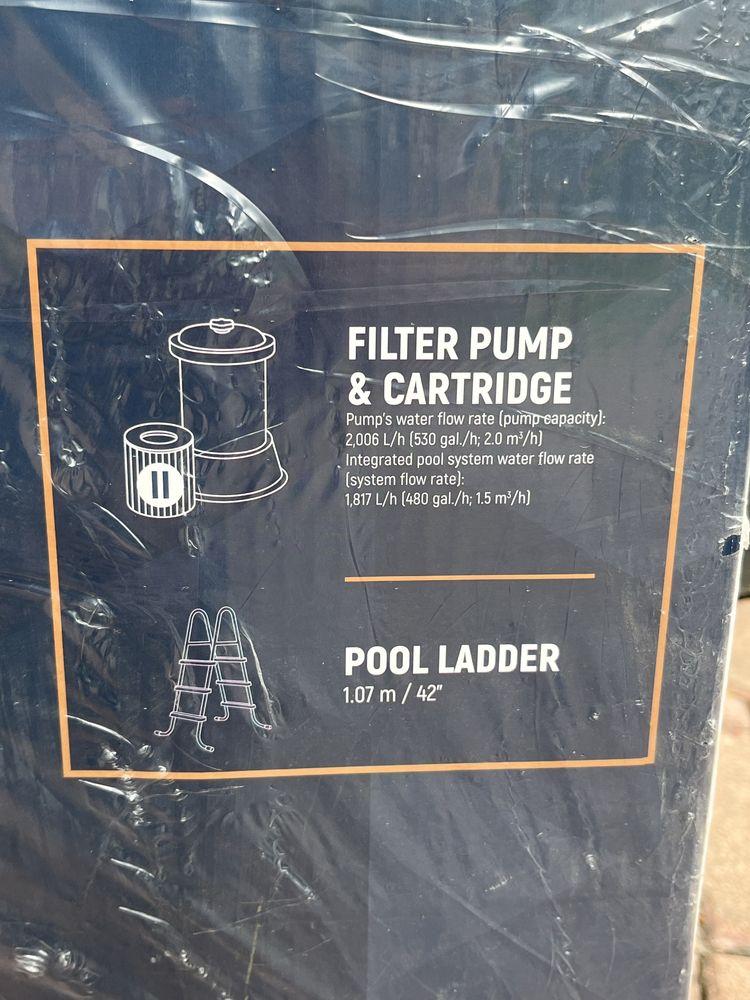 FILTER PUMP
& CARTRIDGE
Pump's water flow rate (pump capacity):
2,006 L/h (530 gal./h; 2.0 m³/h)
Integrated pool system water flow rate
(system flow rate):
1,817 L/h (480 gal./h; 1.5 m³/h)
II
POOL LADDER
1.07 m / 42"